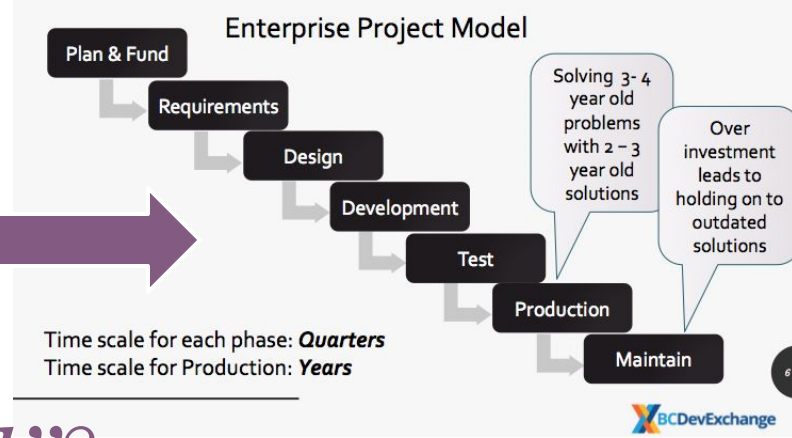 Enterprise Project Model
Plan & Fund
Requirements
Design
Development
Test
Production
Maintain
Solving 3- 4
year old
problems
with 2 – 3
year old
solutions
Over
investment
leads to
holding on to
outdated
solutions
Time scale for each phase: Quarters
Time scale for Production: Years
6
BCDevExchange